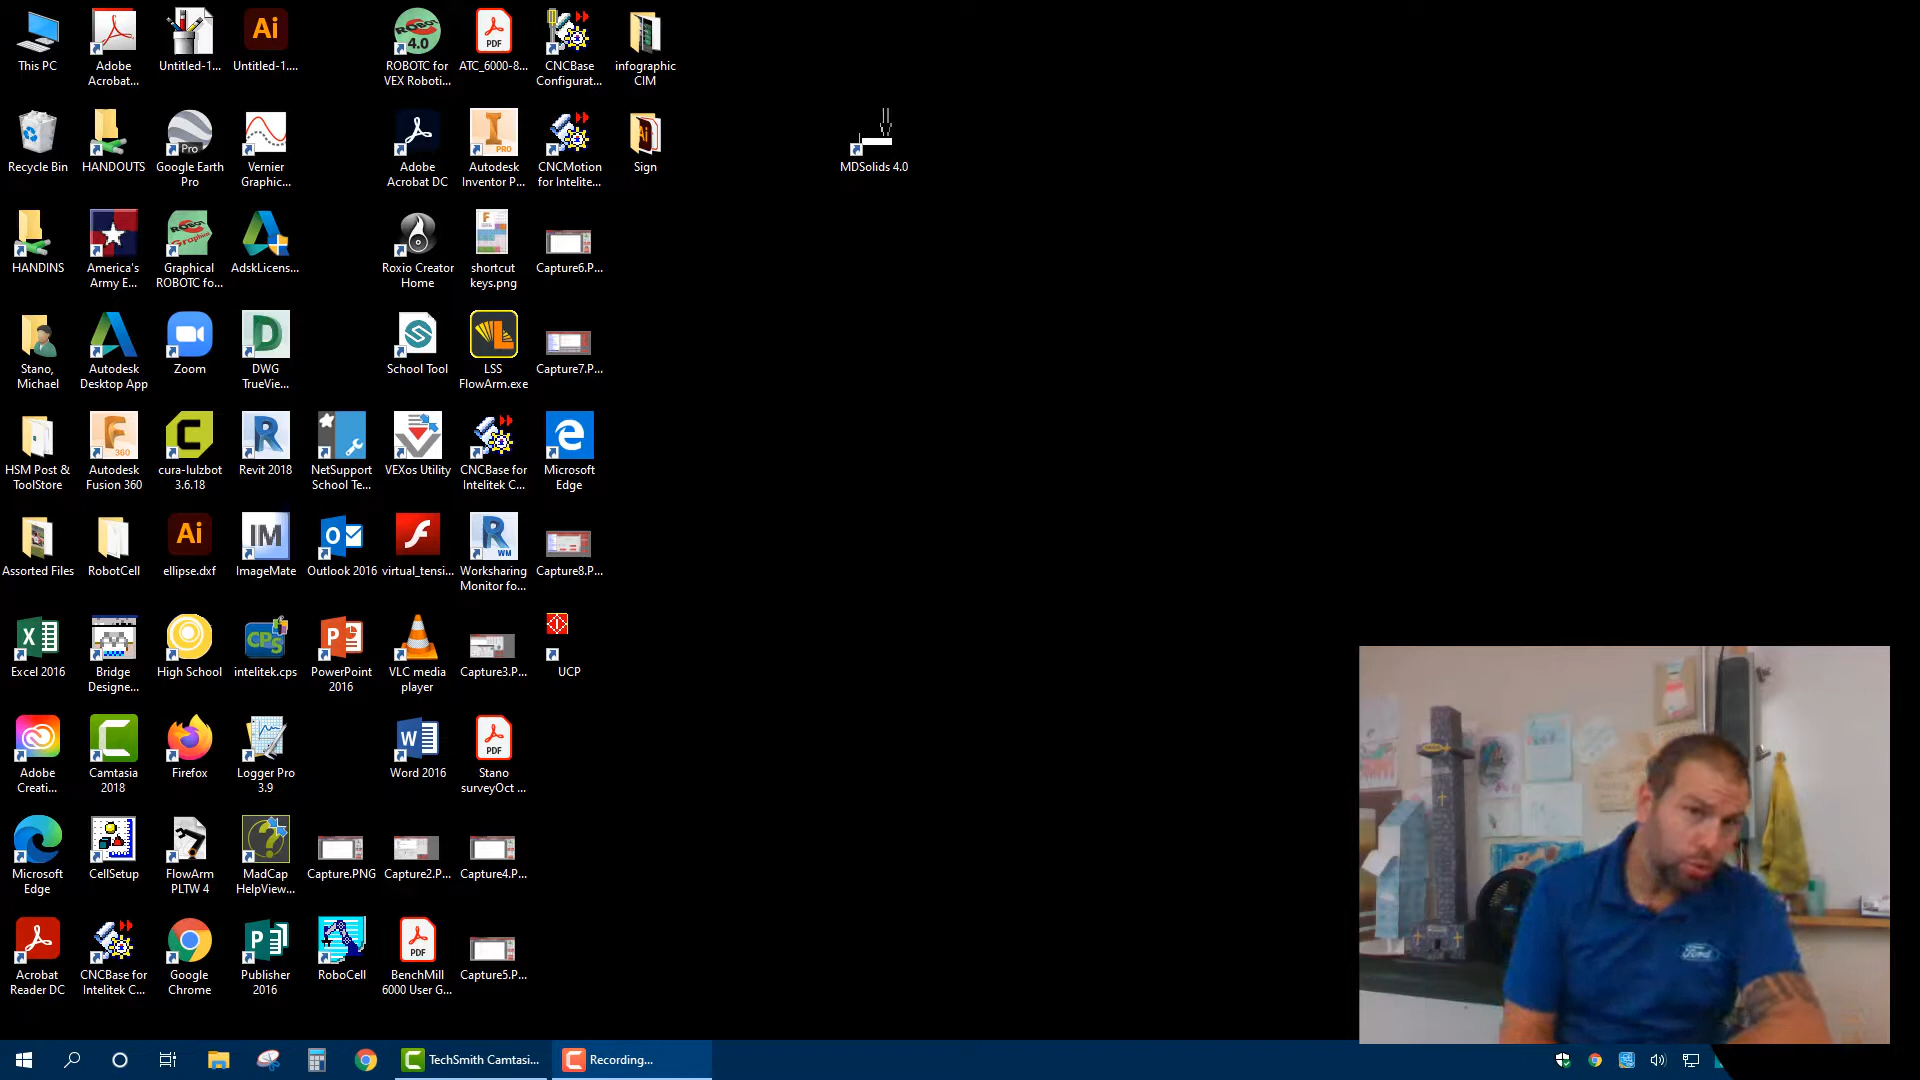 This PC
Adobe
Acrobat...
Untitled-1...
Untitled-1....
ROBOTC for
VEX Roboti...
ATC_6000-8...
CNCBase
Configurat...
infographic
CIM
Recycle Bin
HANDOUTS
Google Earth
Pro
Vernier
Graphic...
Adobe
Acrobat DC
Autodesk
Inventor P...
CNCMotion
for Intelite...
Sign
MDSolids 4.0
HANDINS
America's
Army E...
Graphical
ROBOTC fo...
AdskLicens...
Roxio Creator
Home
shortcut
keys.png
Capture6.P...
Stano,
Michael
Autodesk
Desktop App
Zoom
DWG
TrueVie...
School Tool
LSS
FlowArm.exe
Capture7.P...
HSM Post &
ToolStore
Autodesk
Fusion 360
cura-lulzbot
3.6.18
Revit 2018
NetSupport
School Te...
VEXos Utility
CNCBase for
Intelitek C...
Microsoft
Edge
Assorted Files
RobotCell
ellipse.dxf
ImageMate
Outlook 2016
virtual_tensi...
Worksharing
Monitor fo...
Capture8.P...
Excel 2016
Bridge
Designe...
High School
intelitek.cps
PowerPoint
2016
VLC media
player
Capture3.P...
UCP
Adobe
Creati...
Camtasia
2018
Firefox
Logger Pro
3.9
Word 2016
Stano
surveyOct ...
Microsoft
Edge
CellSetup
FlowArm
PLTW 4
MadCap
HelpView...
Capture.PNG
Capture2.P...
Capture4.P...
Acrobat
Reader DC
CNCBase for
Intelitek C...
Google
Chrome
Publisher
2016
RoboCell
BenchMill
6000 User G...
Capture5.P...
Ford
TechSmith Camtasi...
Recording...